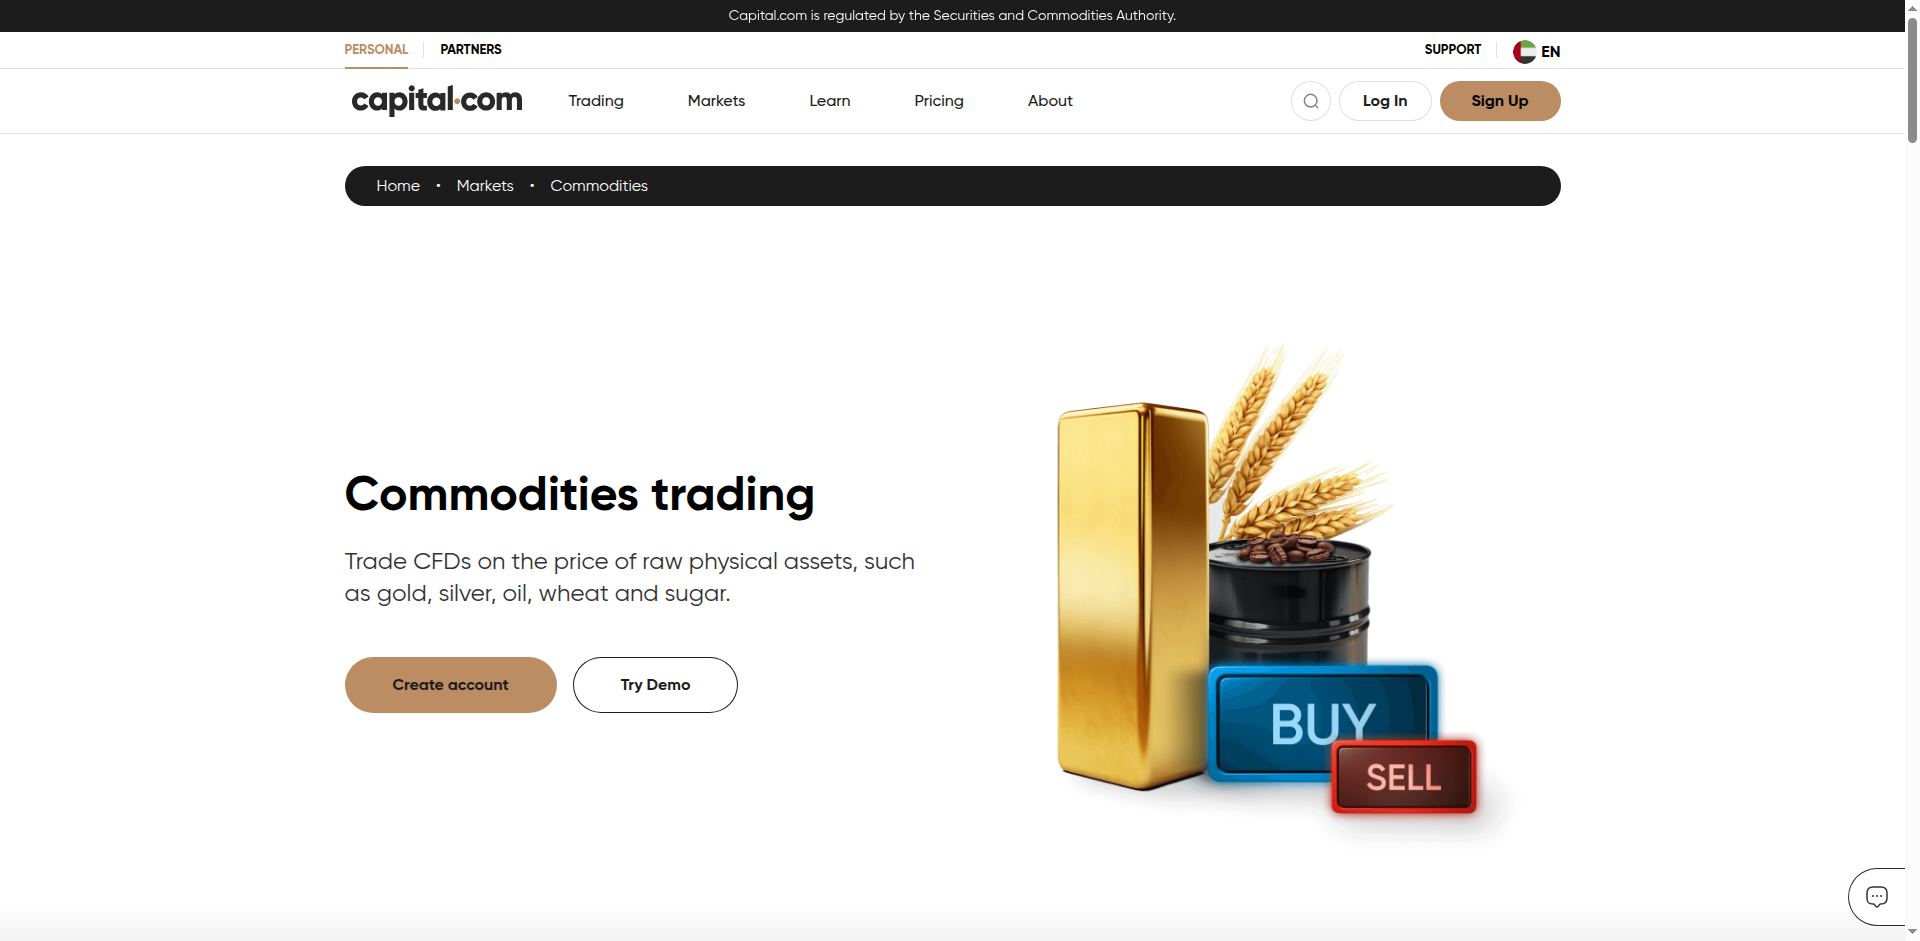 Capital.com is regulated by the Securities and Commodities Authority.
PERSONAL PARTNERS SUPPORT EN
capital.com Trading Markets Learn Pricing About Log In Sign Up
Home • Markets • Commodities
Commodities trading
Trade CFDs on the price of raw physical assets, such
as gold, silver, oil, wheat and sugar.
Create account Try Demo
BUY
SELL